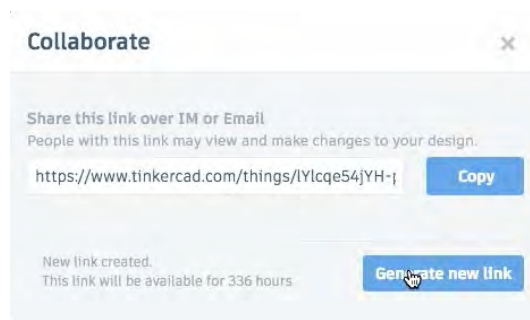 Collaborate
Share this link over IM or Email
People with this link may view and make changes to your design.
https://www.tinkercad.com/things/lYlcqe54jYH-
Copy
New link created.
This link will be available for 336 hours
Generate new link